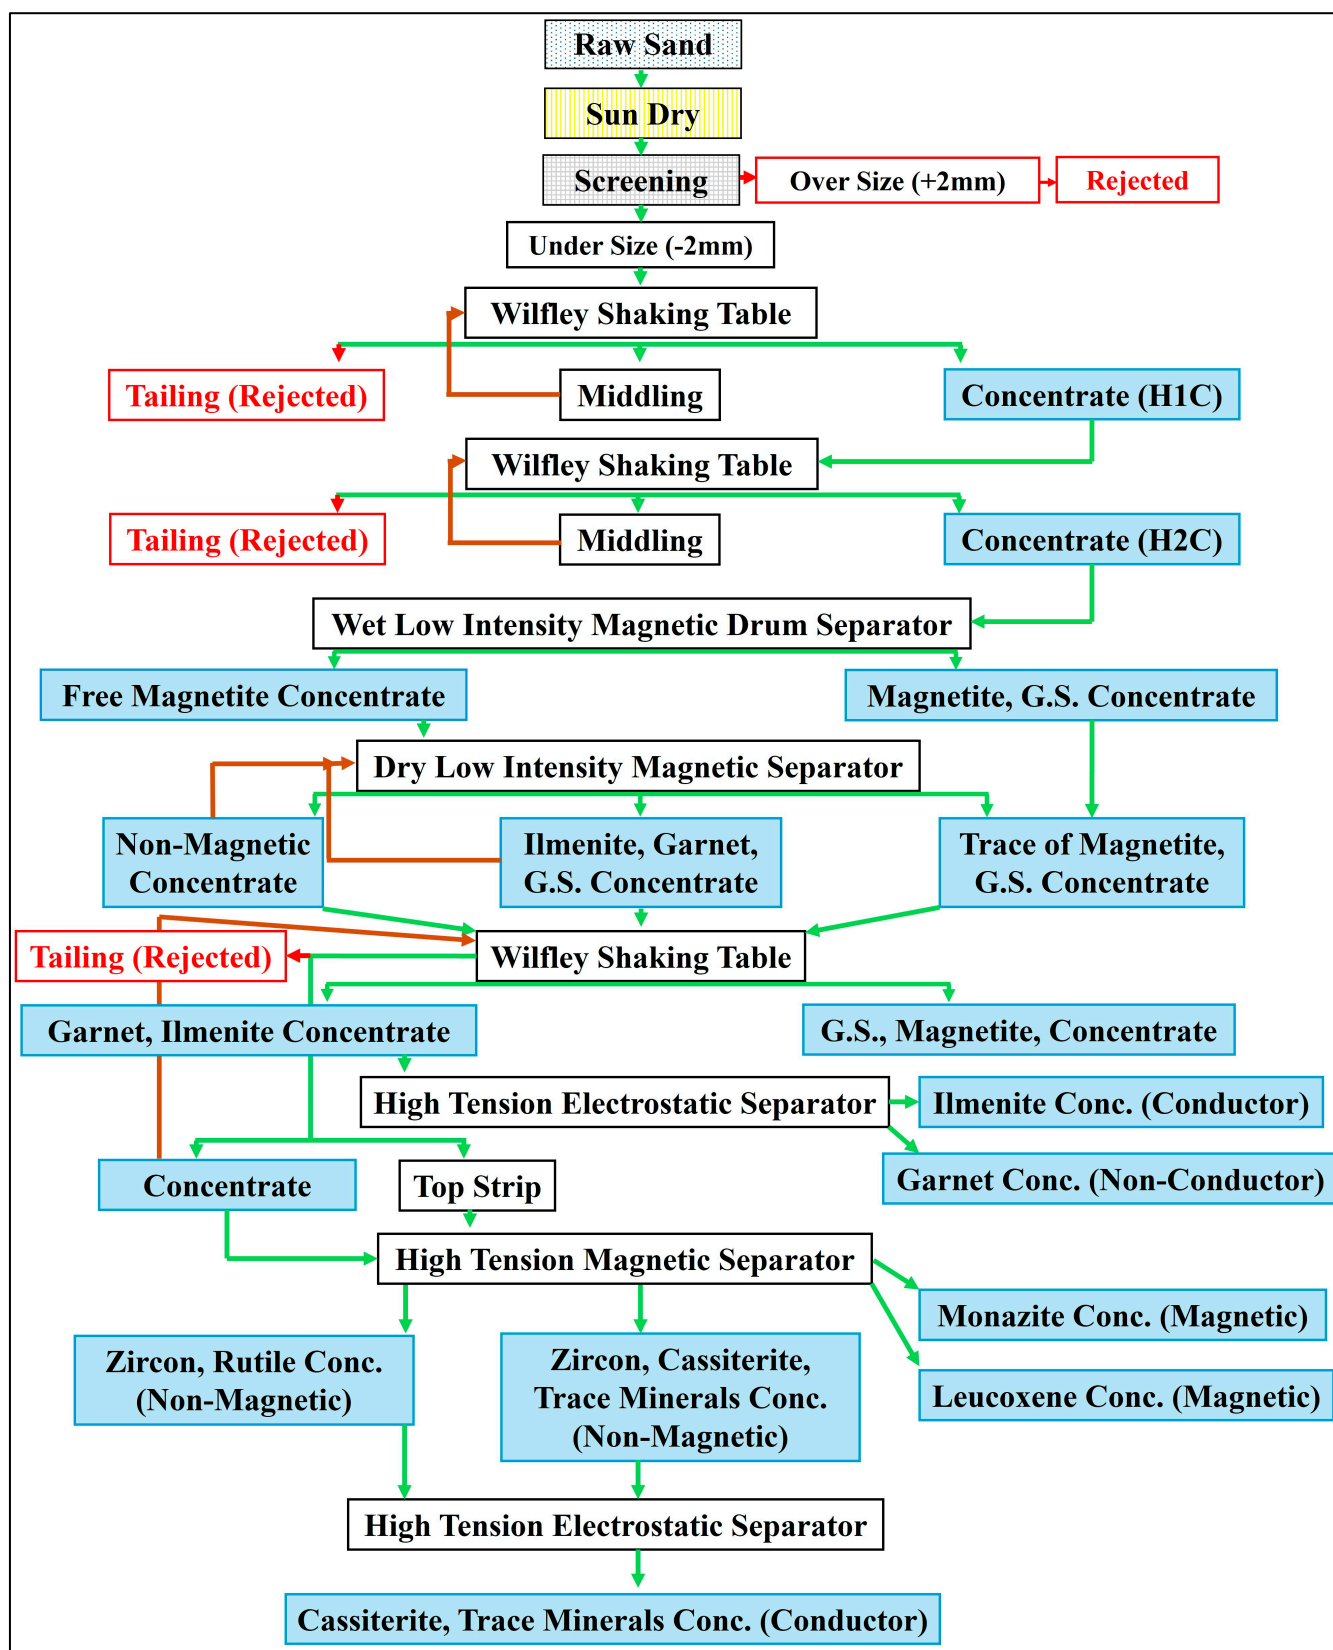 Raw Sand
Sun Dry
Screening
Over Size (+2mm)
Rejected
Under Size (-2mm)
Wilfley Shaking Table
Tailing (Rejected)
Middling
Concentrate (H1C)
Wilfley Shaking Table
Tailing (Rejected)
Middling
Concentrate (H2C)
Wet Low Intensity Magnetic Drum Separator
Free Magnetite Concentrate
Magnetite, G.S. Concentrate
Dry Low Intensity Magnetic Separator
Non-Magnetic
Concentrate
Ilmenite, Garnet,
G.S. Concentrate
Trace of Magnetite,
G.S. Concentrate
Tailing (Rejected)
Wilfley Shaking Table
Garnet, Ilmenite Concentrate
G.S., Magnetite, Concentrate
High Tension Electrostatic Separator
Ilmenite Conc. (Conductor)
Garnet Conc. (Non-Conductor)
Concentrate
Top Strip
High Tension Magnetic Separator
Monazite Conc. (Magnetic)
Leucoxene Conc. (Magnetic)
Zircon, Rutile Conc.
(Non-Magnetic)
Zircon, Cassiterite,
Trace Minerals Conc.
(Non-Magnetic)
High Tension Electrostatic Separator
Cassiterite, Trace Minerals Conc. (Conductor)